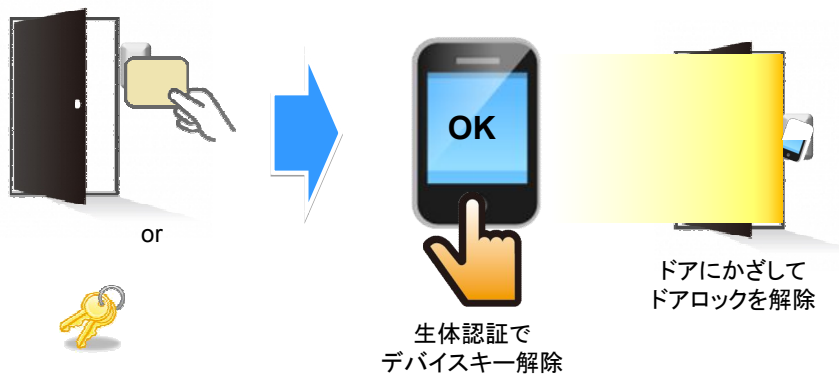 or
OK
生体認証で
デバイスキー解除
ドアにかざして
ドアロックを解除